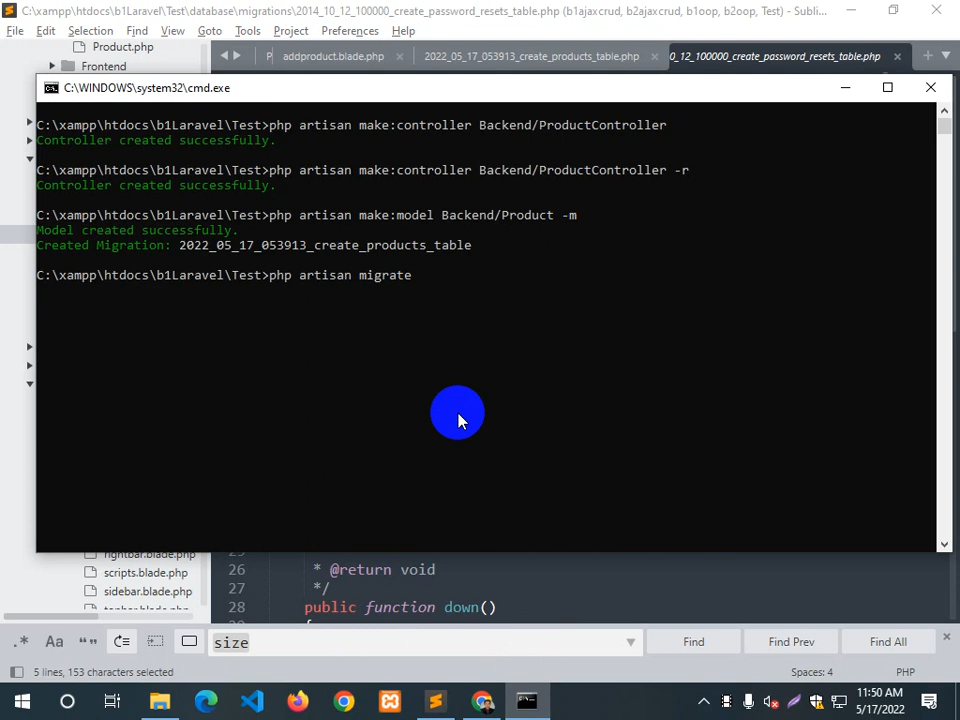 C:\xampp\htdocs\b1Laravel\Test\database\migrations\2014_10_12_100000_create_password_resets_table.php (b1ajaxcrud, b2ajaxcrud, b1oop, b2oop, Test) - Subli...
File Edit Selection Find View Goto Tools Project Preferences Help
Product.php
Frontend
P addproduct.blade.php 2022_05_17_053913_create_products_table.php 0_12_100000_create_password_resets_table.php
C:\WINDOWS\system32\cmd.exe
C:\xampp\htdocs\b1Laravel\Test>php artisan make:controller Backend/ProductController
Controller created successfully.
C:\xampp\htdocs\b1Laravel\Test>php artisan make:controller Backend/ProductController -r
Controller created successfully.
C:\xampp\htdocs\b1Laravel\Test>php artisan make:model Backend/Product -m
Model created successfully.
Created Migration: 2022_05_17_053913_create_products_table
C:\xampp\htdocs\b1Laravel\Test>php artisan migrate
rightbar.blade.php
scripts.blade.php
sidebar.blade.php
topbar.blade.php
25
26 * @return void
27 */
28 public function down()
.* Aa “” size Find Find Prev Find All
5 lines, 153 characters selected Spaces: 4 PHP
11:50 AM
5/17/2022